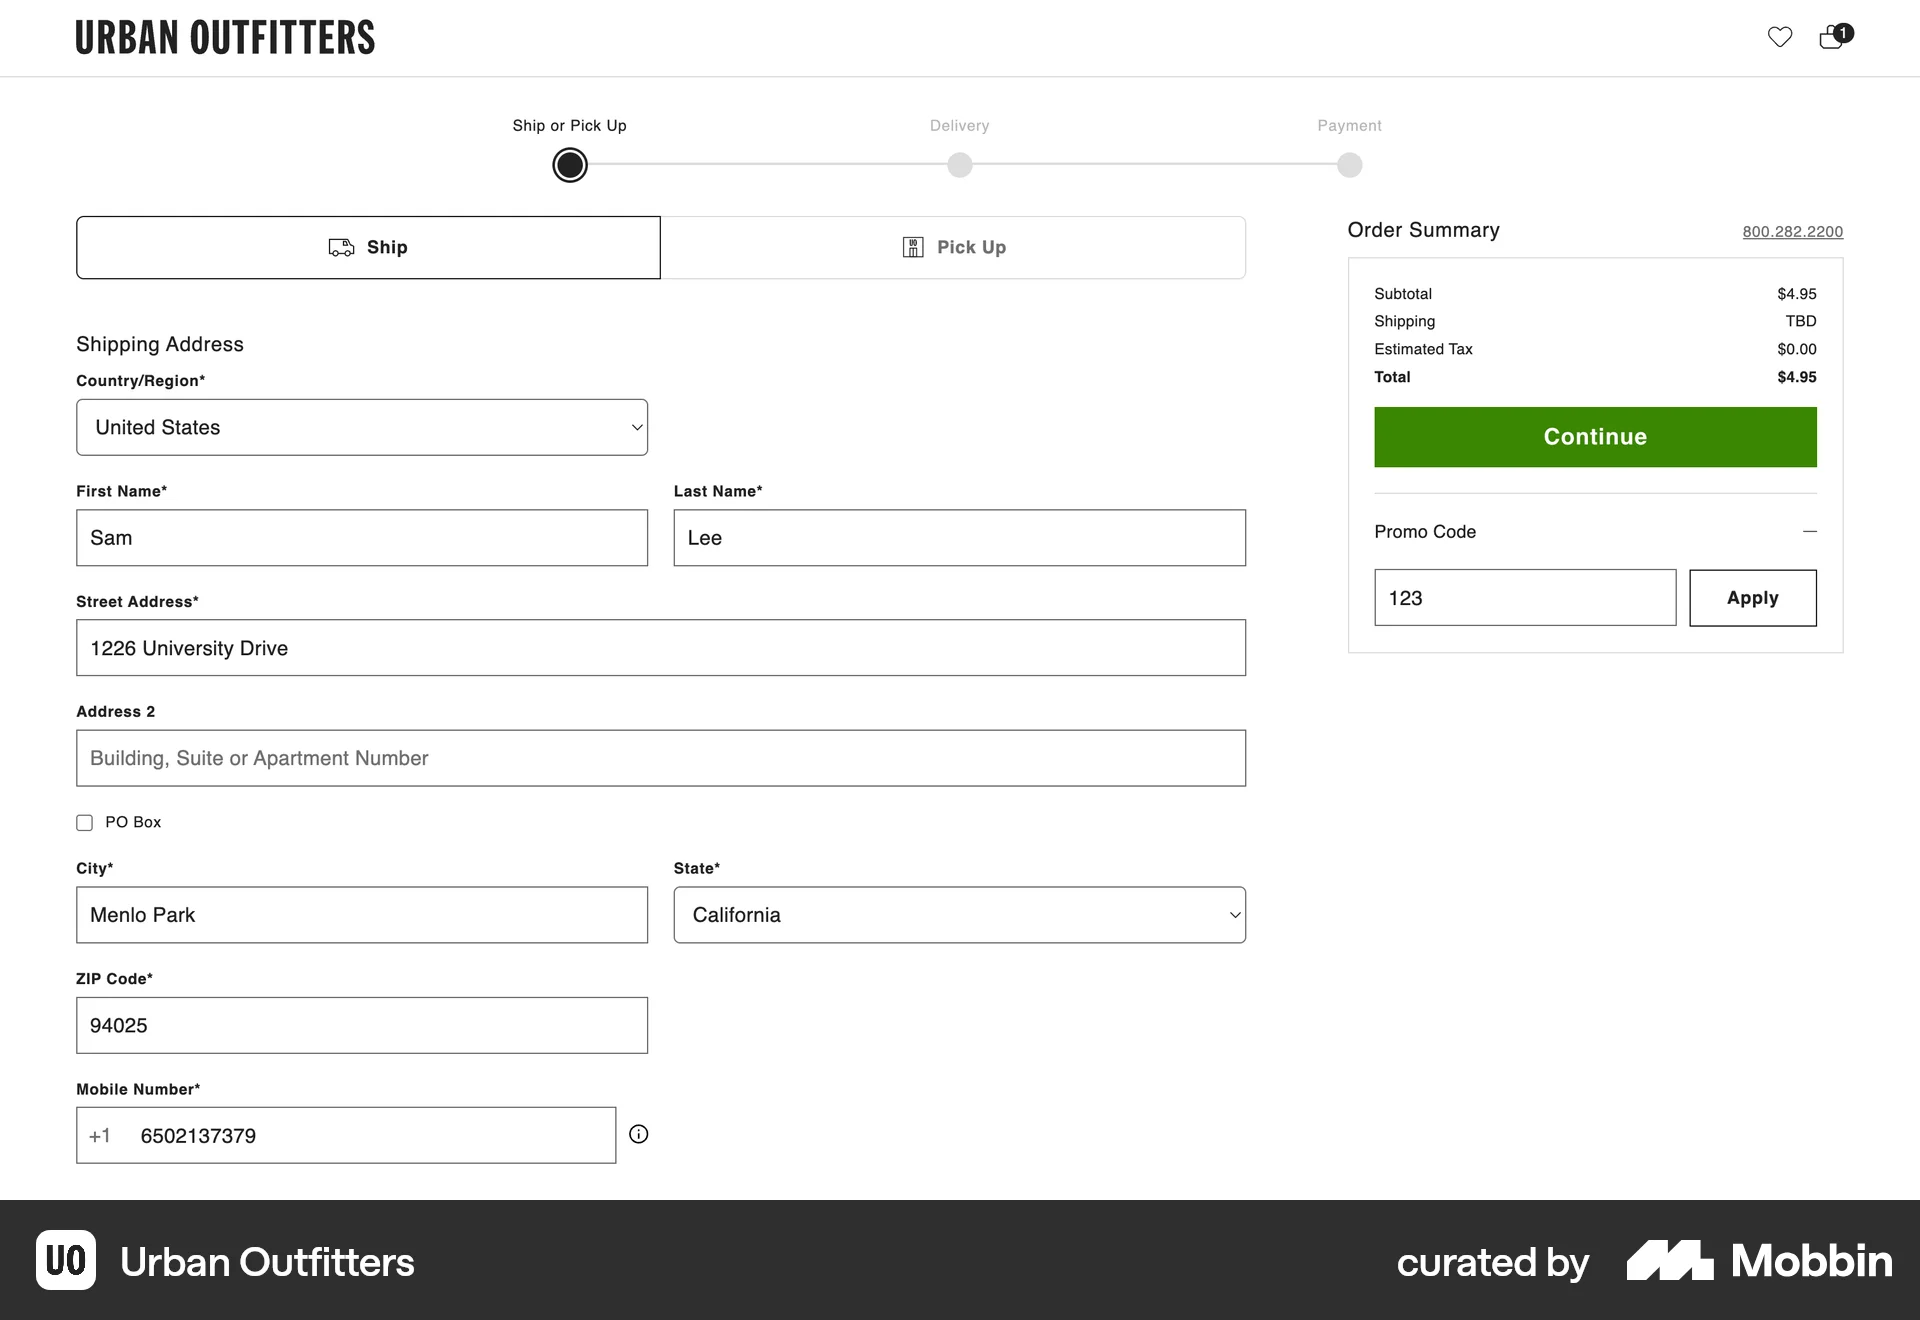 URBAN OUTFITTERS
1
Ship or Pick Up
Delivery
Payment
Ship
UO
Pick Up
Shipping Address
Country/Region*
United States
First Name*
Last Name*
Sam
Lee
Street Address*
1226 University Drive
Address 2
Building, Suite or Apartment Number
PO Box
City*
State*
Menlo Park
California
ZIP Code*
94025
Mobile Number*
+1 6502137379
Order Summary
800.282.2200
Subtotal $4.95
Shipping TBD
Estimated Tax $0.00
Total $4.95
Continue
Promo Code
123
Apply
UO Urban Outfitters
curated by Mobbin